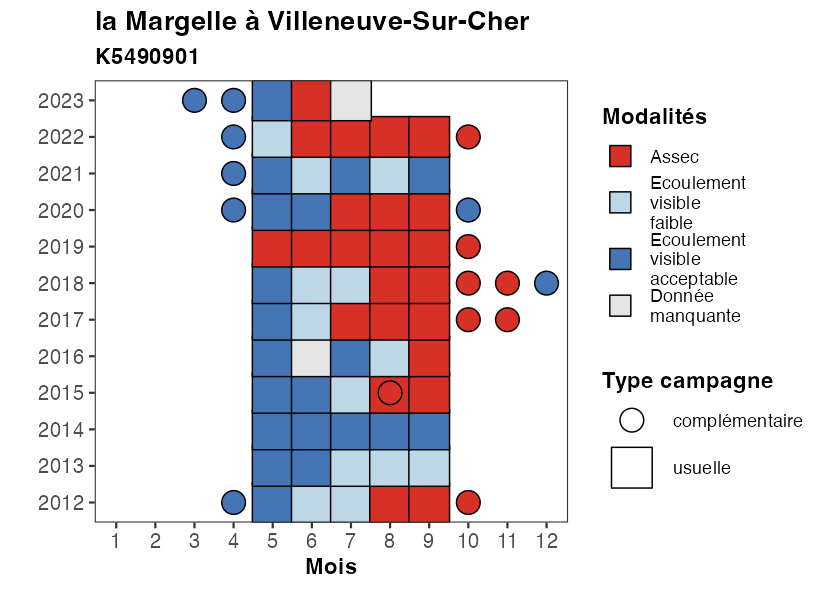 la Margelle à Villeneuve-Sur-Cher
K5490901
2023
2022
2021
2020
2019
2018
2017
2016
2015
2014
2013
2012
1 2 3 4 5 6 7 8 9 10 11 12
Mois
Modalités
Assec
Ecoulement
visible
faible
Ecoulement
visible
acceptable
Donnée
manquante
Type campagne
complémentaire
usuelle